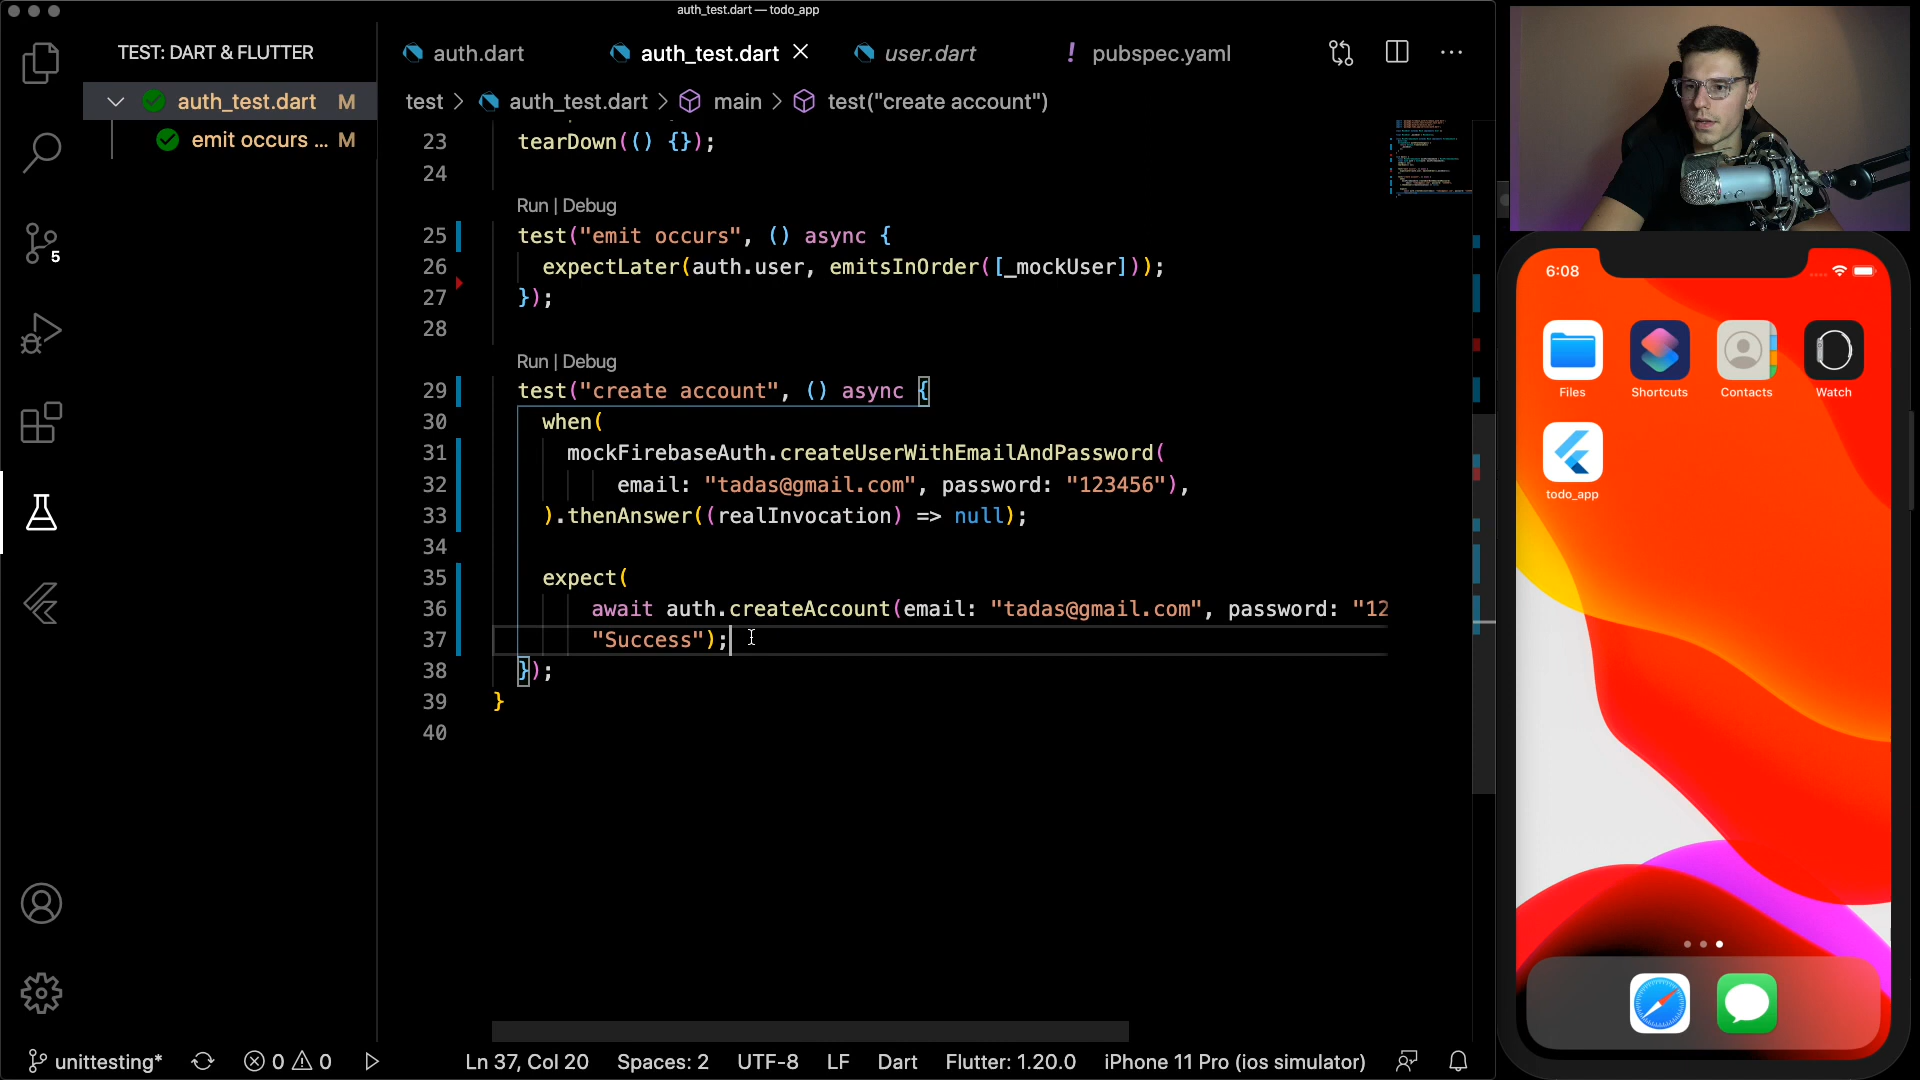 auth_test.dart — todo_app
TEST: DART & FLUTTER
auth_test.dart M
emit occurs ... M
auth.dart
auth_test.dart
user.dart
! pubspec.yaml
test > auth_test.dart > main > test("create account")
23 tearDown(() {});
24
Run | Debug
25 test("emit occurs", () async {
26 expectLater(auth.user, emitsInOrder([_mockUser]));
27 });
28
Run | Debug
29 test("create account", () async {
30 when(
31 mockFirebaseAuth.createUserWithEmailAndPassword(
32 email: "tadas@gmail.com", password: "123456"),
33 ).thenAnswer((realInvocation) => null);
34
35 expect(
36 await auth.createAccount(email: "tadas@gmail.com", password: "12
37 "Success");
38 });
39 }
40
5
unittesting*
0
0
Ln 37, Col 20
Spaces: 2
UTF-8
LF
Dart
Flutter: 1.20.0
iPhone 11 Pro (ios simulator)
6:08
Files
Shortcuts
Contacts
Watch
todo_app